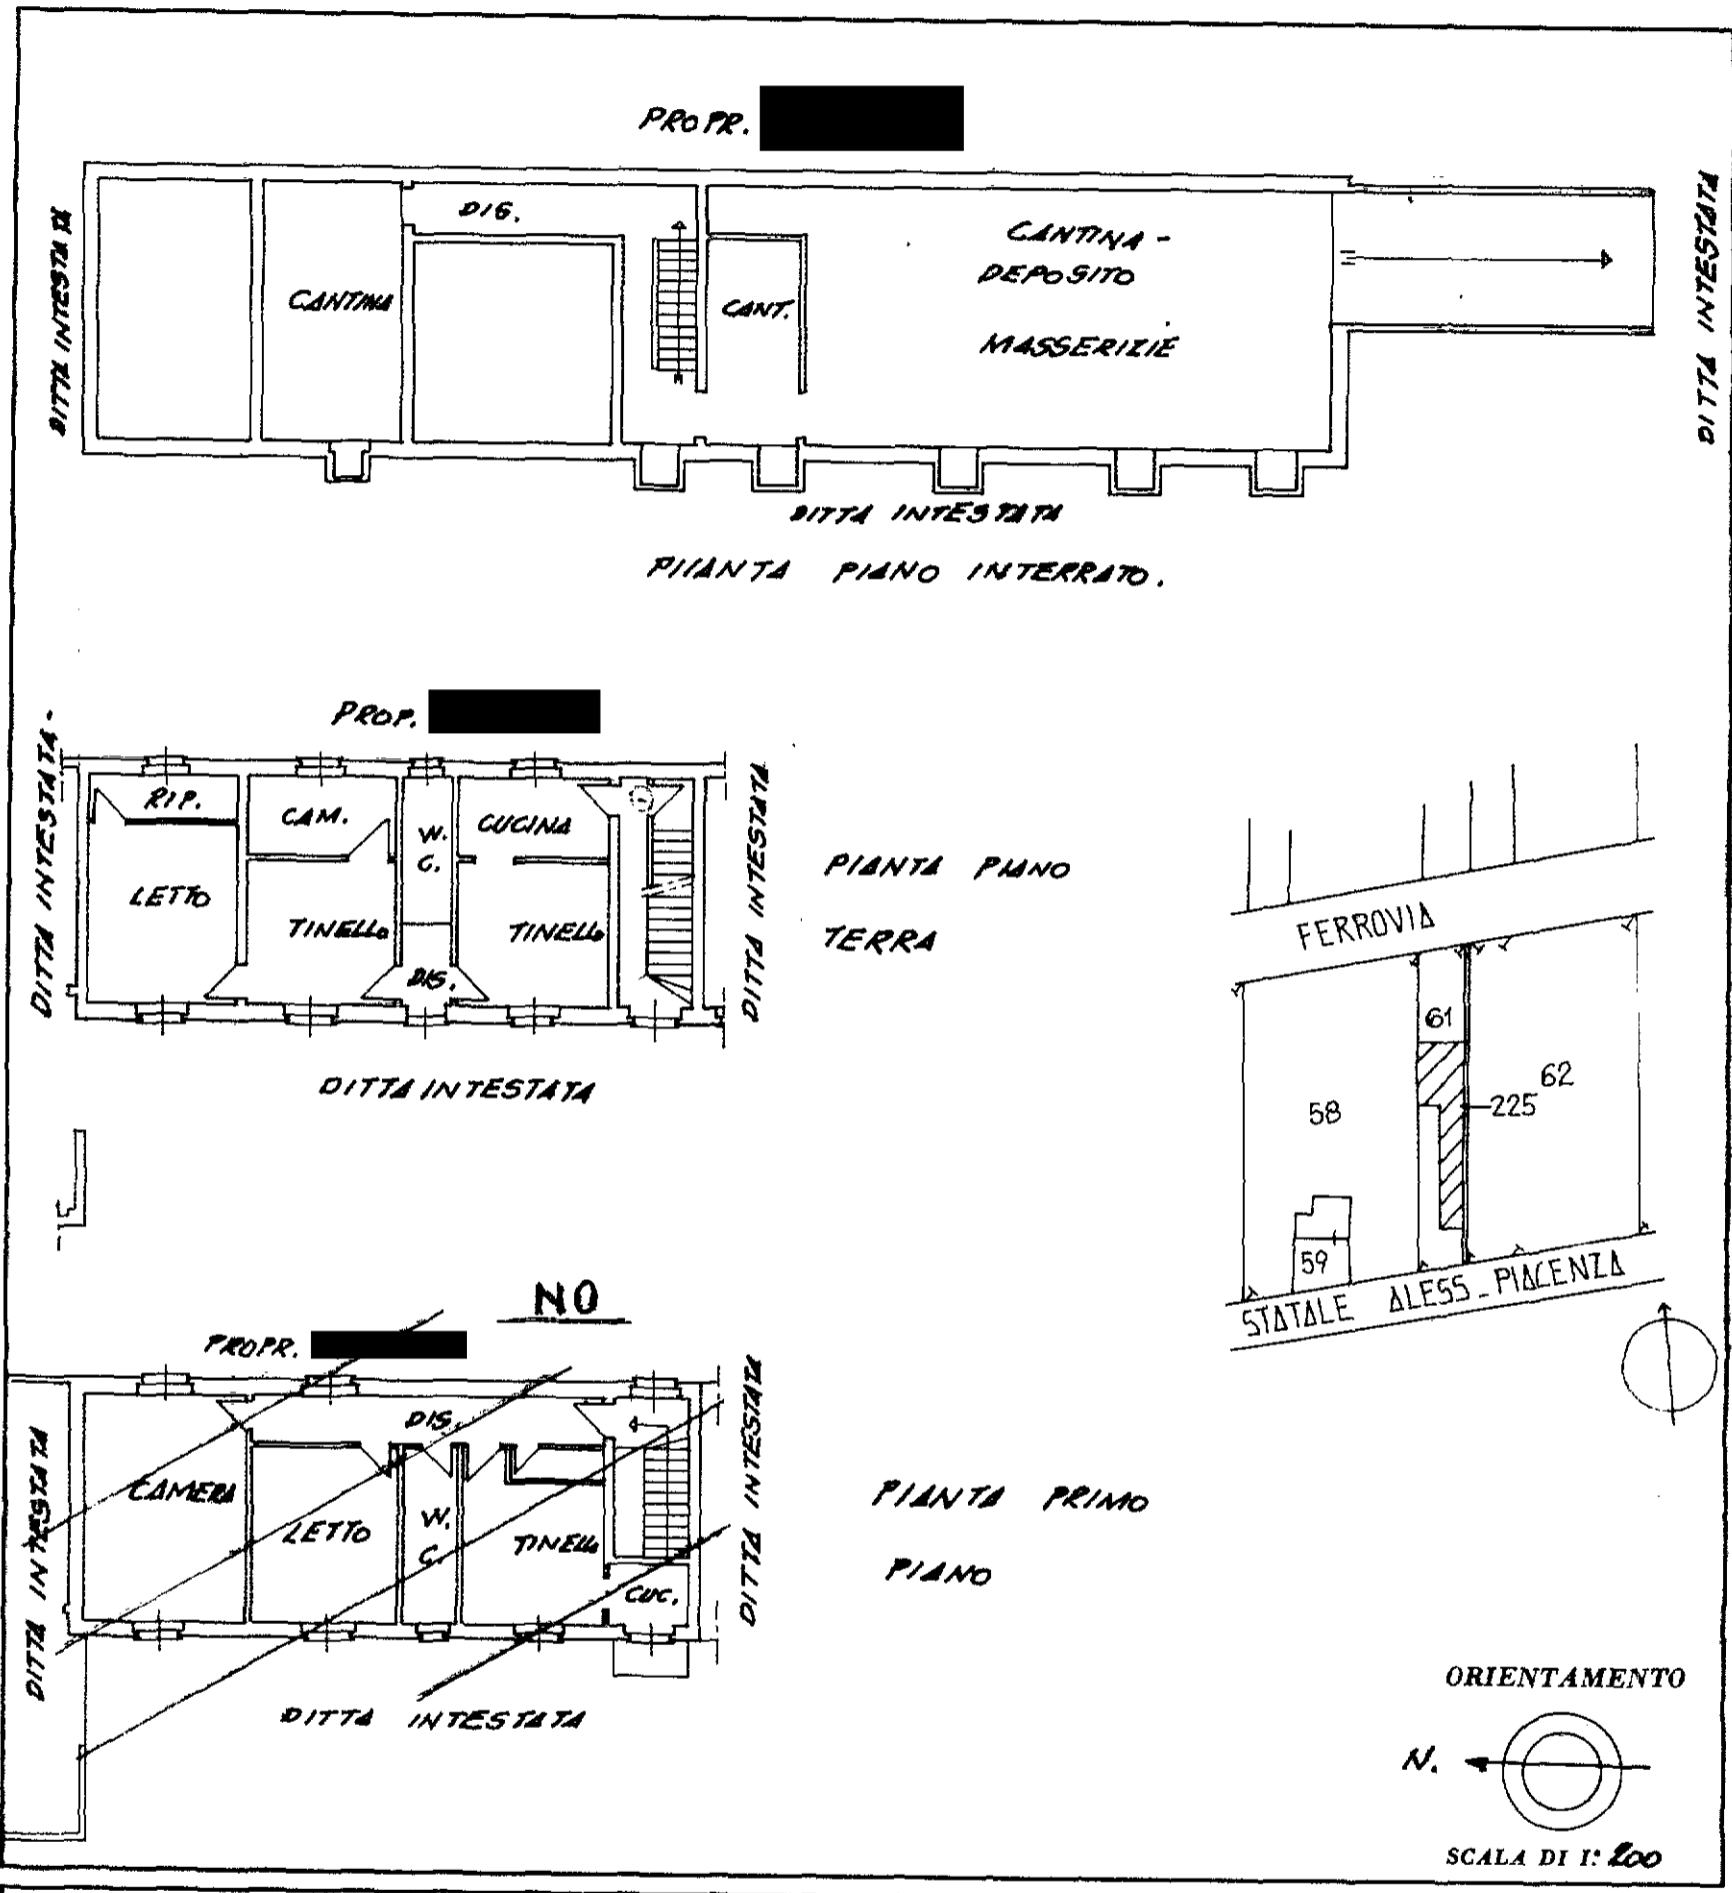 PROPR.
DITTA INTESTATA
DIS.
CANTINA
CANT.
CANTINA -
DEPOSITO
MASSERIZIE
DITTA INTESTATA
DITTA INTESTATA
PIIANTA PIANO INTERRATO.
PROP.
DITTA INTESTATA -
RIP.
CAM.
W.
C.
CUCINA
LETTO
TINELLO
TINELLO
DIS.
DITTA INTESTATA
DITTA INTESTATA
PIANTA PIANO
TERRA
FERROVIA
61
62
58
225
59
STATALE ALESS_PIACENZA
NO
PROPR.
DITTA INTESTATA
DIS.
CAMERA
LETTO
W.
C.
TINELLO
CUC.
DITTA INTESTATA
DITTA INTESTATA
PIANTA PRIMO
PIANO
ORIENTAMENTO
N.
SCALA DI 1: 200